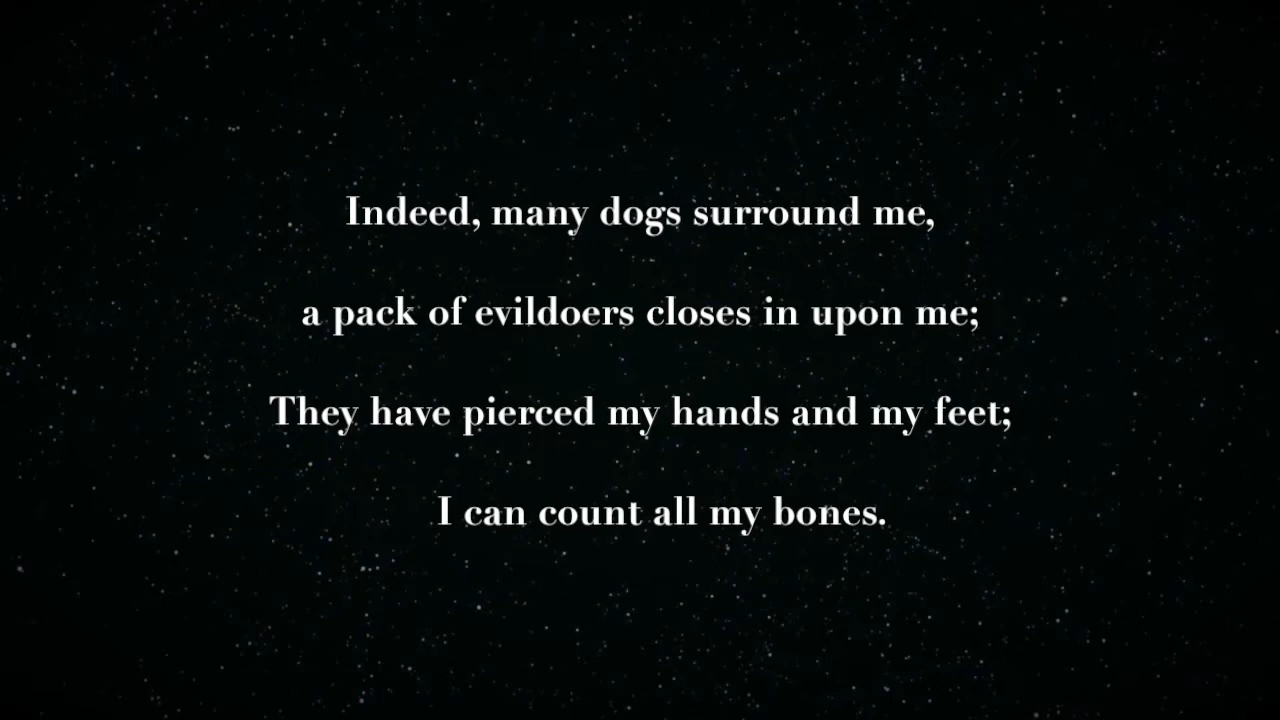 Indeed, many dogs surround me,
a pack of evildoers closes in upon me;
They have pierced my hands and my feet;
I can count all my bones.